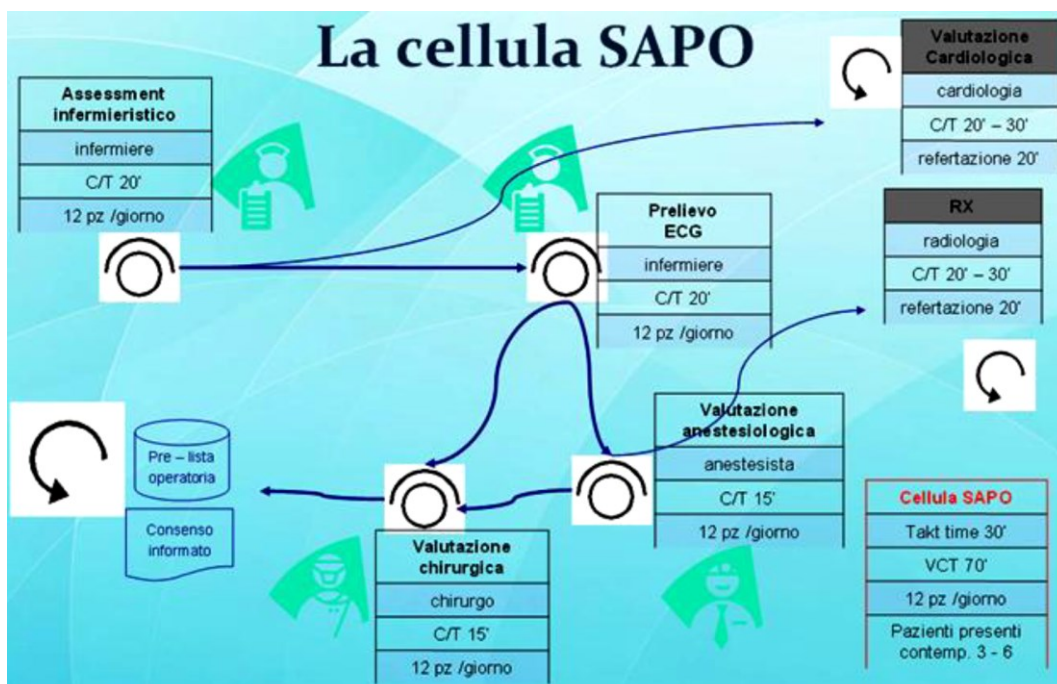 La cellula SAPO
Assessment
infermieristico
infermiere
C/T 20'
12 pz /giorno
Prelievo
ECG
infermiere
C/T 20'
12 pz /giorno
Valutazione
Cardiologica
cardiologia
C/T 20' – 30'
refertazione 20'
RX
radiologia
C/T 20' – 30'
refertazione 20'
Valutazione
anestesiologica
anestesista
C/T 15'
12 pz /giorno
Valutazione
chirurgica
chirurgo
C/T 15'
12 pz /giorno
Pre – lista
operatoria
Consenso
informato
Cellula SAPO
Takt time 30'
VCT 70'
12 pz /giorno
Pazienti presenti
contemp. 3 - 6